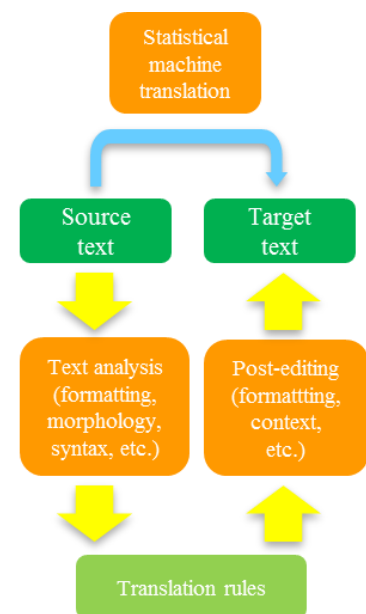 Statistical
machine
translation
Source
text
Target
text
Text analysis
(formatting,
morphology,
syntax, etc.)
Post-editing
(formattting,
context,
etc.)
Translation rules